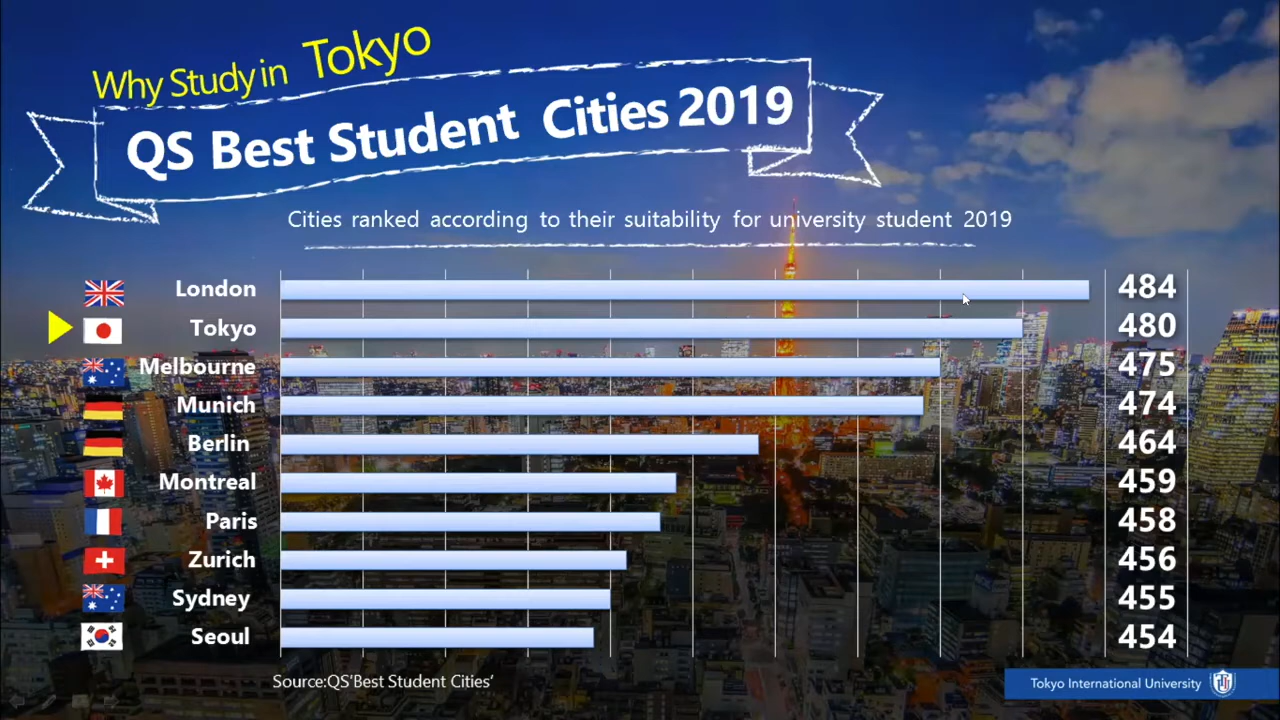 Why Study in Tokyo
QS Best Student Cities 2019
Cities ranked according to their suitability for university student 2019
London 484
Tokyo 480
Melbourne 475
Munich 474
Berlin 464
Montreal 459
Paris 458
Zurich 456
Sydney 455
Seoul 454
Source:QS'Best Student Cities'
Tokyo International University